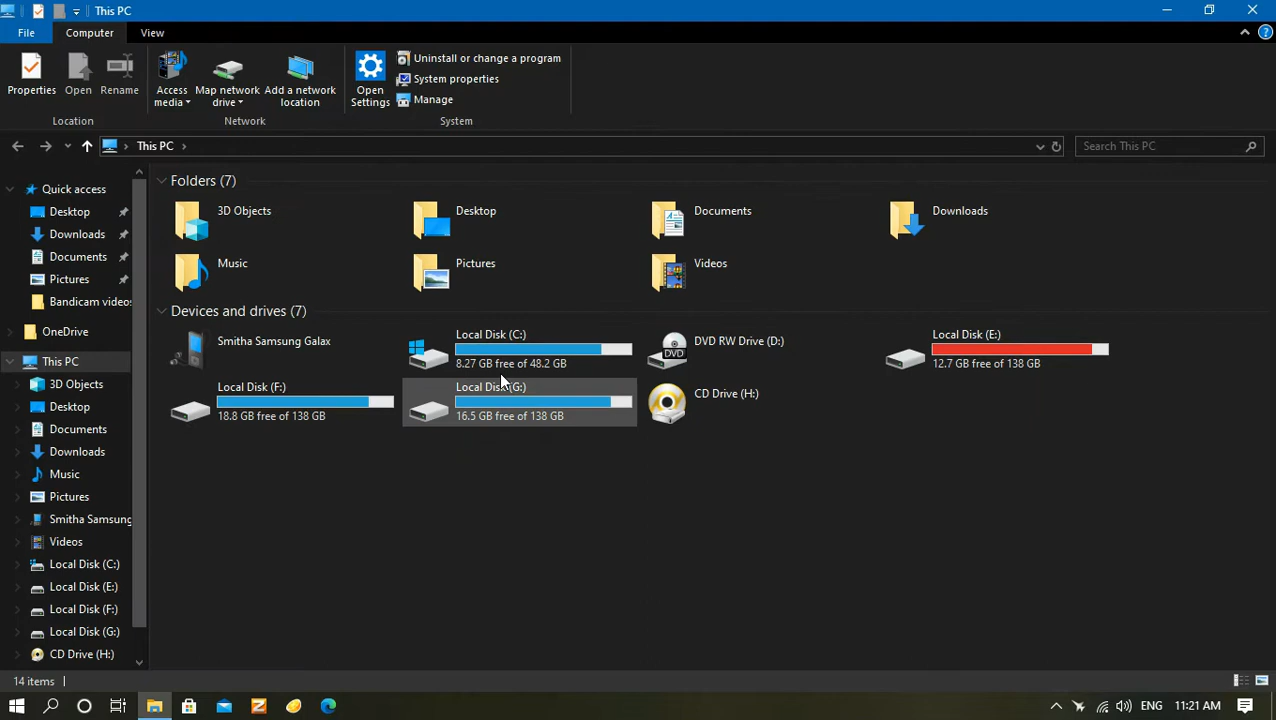 This PC
File
Computer
View
Properties
Open
Rename
Access media
Map network drive
Add a network location
Open Settings
Uninstall or change a program
System properties
Manage
Location
Network
System
This PC
Search This PC
Quick access
Desktop
Downloads
Documents
Pictures
Bandicam videos
OneDrive
This PC
3D Objects
Desktop
Documents
Downloads
Music
Pictures
Smitha Samsung
Videos
Local Disk (C:)
Local Disk (E:)
Local Disk (F:)
Local Disk (G:)
CD Drive (H:)
Folders (7)
3D Objects
Desktop
Documents
Downloads
Music
Pictures
Videos
Devices and drives (7)
Smitha Samsung Galax
Local Disk (C:)
8.27 GB free of 48.2 GB
DVD RW Drive (D:)
DVD
Local Disk (E:)
12.7 GB free of 138 GB
Local Disk (F:)
18.8 GB free of 138 GB
Local Disk (G:)
16.5 GB free of 138 GB
CD Drive (H:)
14 items
ENG
11:21 AM